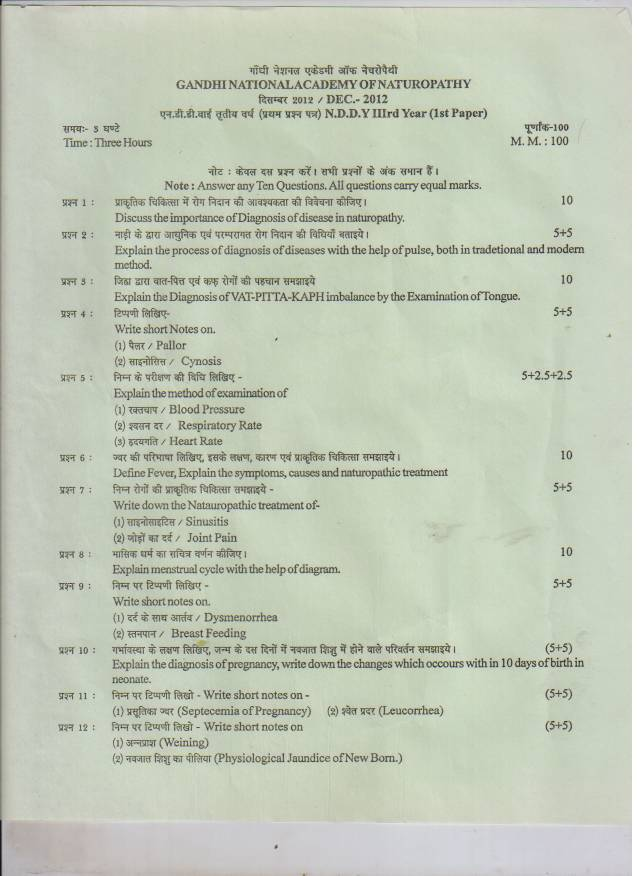 गाँधी नेशनल एकेडमी ऑफ नेचरोपैथी
GANDHI NATIONAL ACADEMY OF NATUROPATHY
दिसम्बर 2012 / DEC.- 2012
एन.डी.डी.वाई तृतीय वर्ष (प्रथम प्रश्न पत्र) N.D.D.Y IIIrd Year (1st Paper)
समयः- 3 घण्टे पूर्णांक-100
Time : Three Hours M. M. : 100
नोट : केवल दस प्रश्न करें। सभी प्रश्नों के अंक समान हैं।
Note : Answer any Ten Questions. All questions carry equal marks.
प्रश्न 1 : प्राकृतिक चिकित्सा में रोग निदान की आवश्यकता की विवेचना कीजिए। 10
Discuss the importance of Diagnosis of disease in naturopathy.
प्रश्न 2 : नाड़ी के द्वारा आधुनिक एवं परम्परागत रोग निदान की विधियाँ बताइये। 5+5
Explain the process of diagnosis of diseases with the help of pulse, both in tradetional and modern
method.
प्रश्न 3 : जिह्वा द्वारा वात-पित्त एवं कफ़ रोगों की पहचान समझाइये 10
Explain the Diagnosis of VAT-PITTA-KAPH imbalance by the Examination of Tongue.
प्रश्न 4 : टिप्पणी लिखिए- 5+5
Write short Notes on.
(1) पैलर / Pallor
(2) साइनोसिस / Cynosis
प्रश्न 5 : निम्न के परीक्षण की विधि लिखिए - 5+2.5+2.5
Explain the method of examination of
(1) रक्तचाप / Blood Pressure
(2) श्वसन दर / Respiratory Rate
(3) हृदयगति / Heart Rate
प्रश्न 6 : ज्वर की परिभाषा लिखिए, इसके लक्षण, कारण एवं प्राकृतिक चिकित्सा समझाइये। 10
Define Fever, Explain the symptoms, causes and naturopathic treatment
प्रश्न 7 : निम्न रोगों की प्राकृतिक चिकित्सा समझाइये - 5+5
Write down the Natauropathic treatment of-
(1) साइनोसाइटिस / Sinusitis
(2) जोड़ों का दर्द / Joint Pain
प्रश्न 8 : मासिक धर्म का सचित्र वर्णन कीजिए। 10
Explain menstrual cycle with the help of diagram.
प्रश्न 9 : निम्न पर टिप्पणी लिखिए - 5+5
Write short notes on.
(1) दर्द के साथ आर्तव / Dysmenorrhea
(2) स्तनपान / Breast Feeding
प्रश्न 10 : गर्भावस्था के लक्षण लिखिए, जन्म के दस दिनों में नवजात शिशु में होने वाले परिवर्तन समझाइये। (5+5)
Explain the diagnosis of pregnancy, write down the changes which occours with in 10 days of birth in
neonate.
प्रश्न 11 : निम्न पर टिप्पणी लिखो - Write short notes on - (5+5)
(1) प्रसूतिका ज्वर (Septecemia of Pregnancy) (2) श्वेत प्रदर (Leucorrhea)
प्रश्न 12 : निम्न पर टिप्पणी लिखो - Write short notes on (5+5)
(1) अन्नप्राश (Weining)
(2) नवजात शिशु का पीलिया (Physiological Jaundice of New Born.)